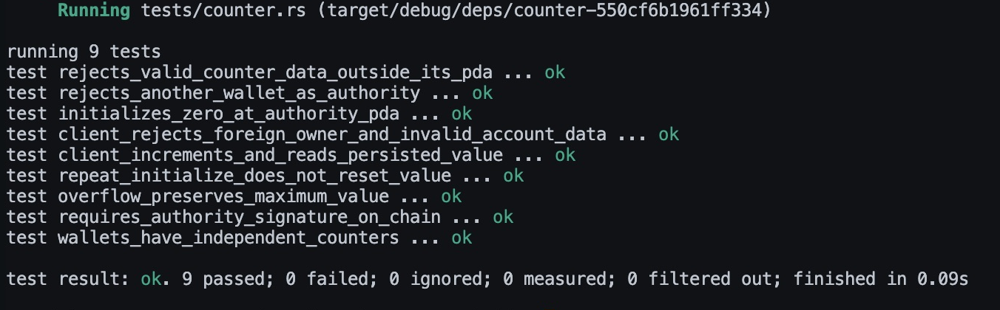 Running tests/counter.rs (target/debug/deps/counter-550cf6b1961ff334)
running 9 tests
test rejects_valid_counter_data_outside_its_pda ... ok
test rejects_another_wallet_as_authority ... ok
test initializes_zero_at_authority_pda ... ok
test client_rejects_foreign_owner_and_invalid_account_data ... ok
test client_increments_and_reads_persisted_value ... ok
test repeat_initialize_does_not_reset_value ... ok
test overflow_preserves_maximum_value ... ok
test requires_authority_signature_on_chain ... ok
test wallets_have_independent_counters ... ok
test result: ok. 9 passed; 0 failed; 0 ignored; 0 measured; 0 filtered out; finished in 0.09s